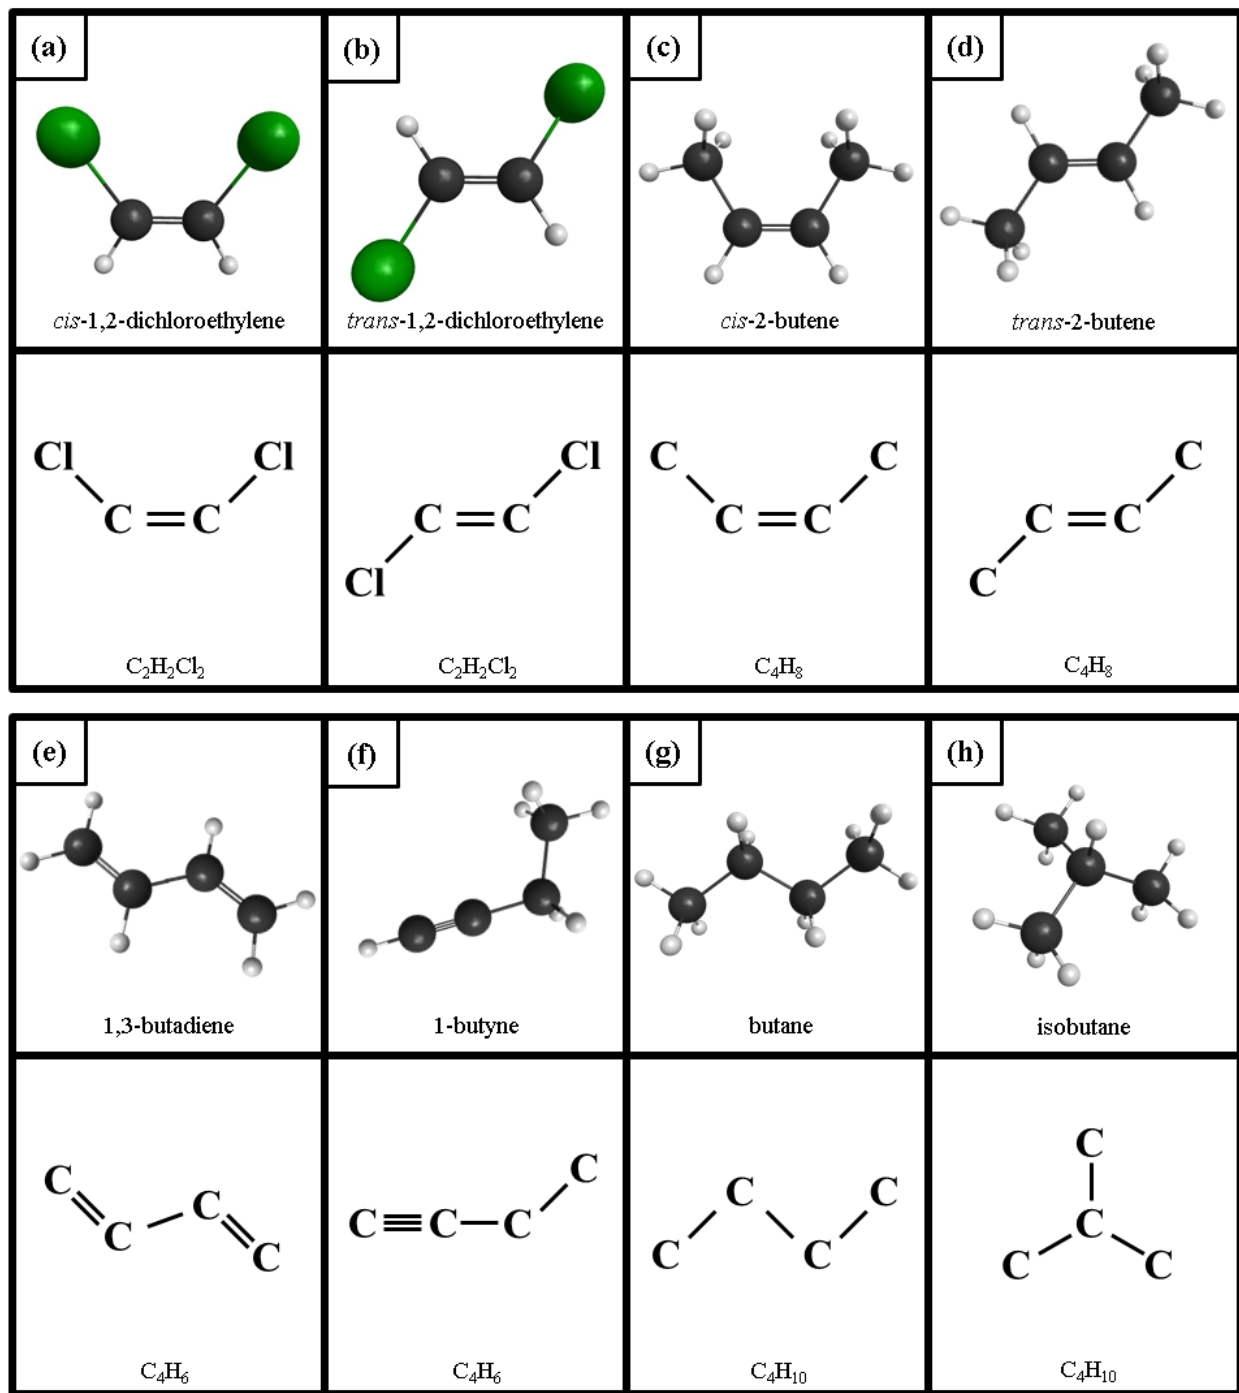 (a) (b) (c) (d)
cis-1,2-dichloroethylene trans-1,2-dichloroethylene cis-2-butene trans-2-butene
Cl Cl Cl C C C
C = C C = C C = C C = C
Cl C
C₂H₂Cl₂ C₂H₂Cl₂ C₄H₈ C₄H₈
(e) (f) (g) (h)
1,3-butadiene 1-butyne butane isobutane
C
C C C C C
C C C≡C C C C C C C C
C₄H₆ C₄H₆ C₄H₁₀ C₄H₁₀